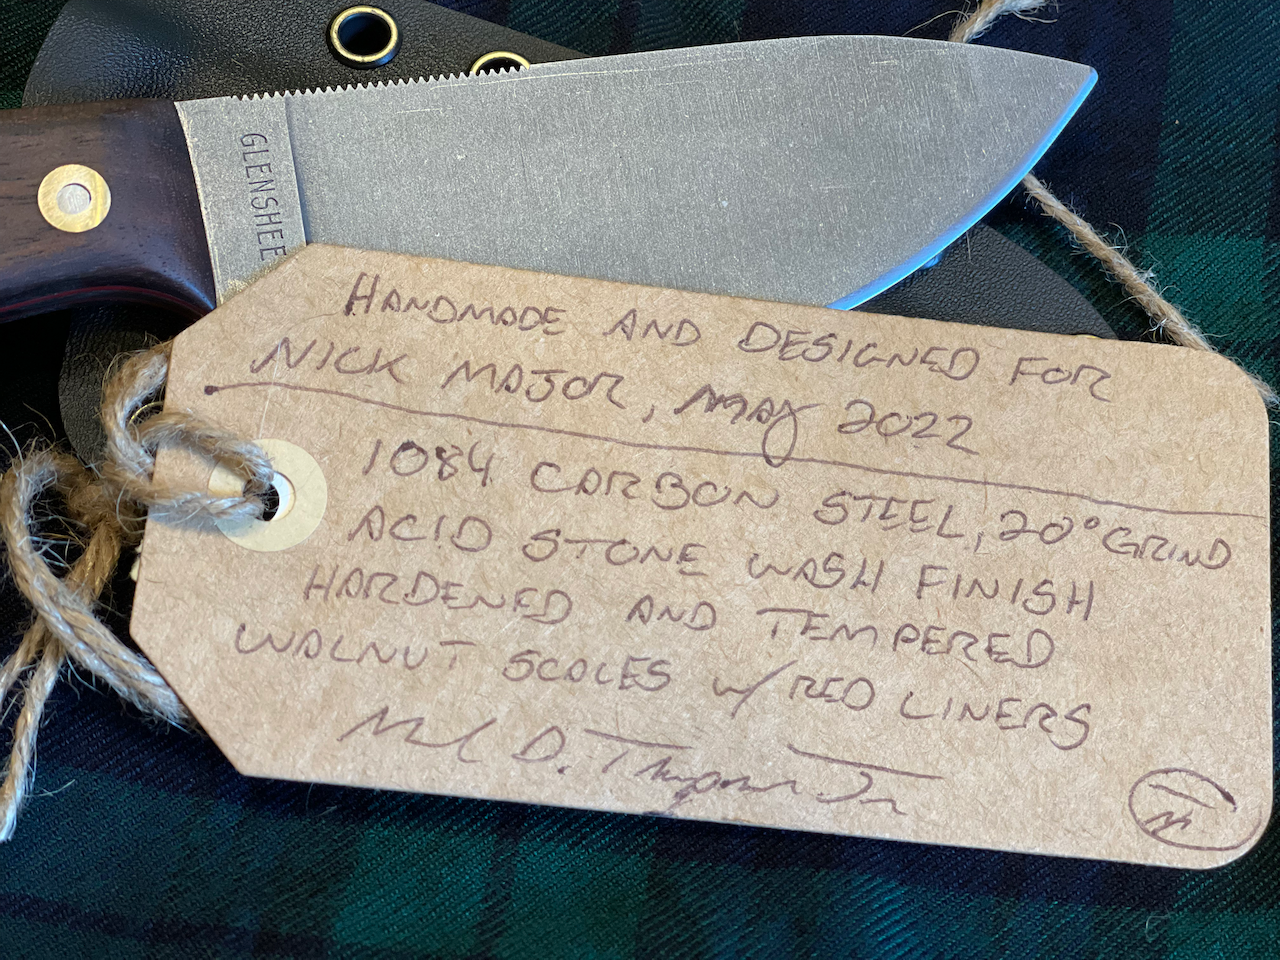 GLENSHEE
HANDMADE AND DESIGNED FOR
NICK MAJOR, MAY 2022
1084 CARBON STEEL, 20° GRIND
ACID STONE WASH FINISH
HARDENED AND TEMPERED
WALNUT SCALES w/ RED LINERS
D. Jr